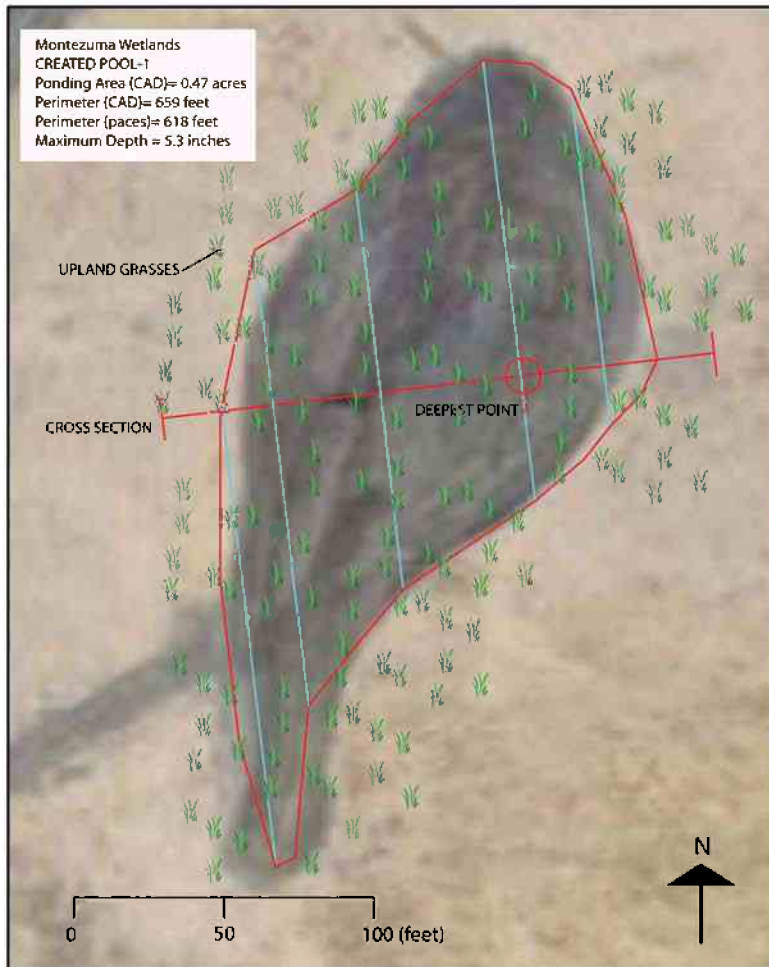 Montezuma Wetlands
CREATED POOL-1
Ponding Area (CAD)= 0.47 acres
Perimeter (CAD)= 659 feet
Perimeter (paces)= 618 feet
Maximum Depth = 5.3 inches
UPLAND GRASSES
DEEPEST POINT
CROSS SECTION
N
0 50 100 (feet)